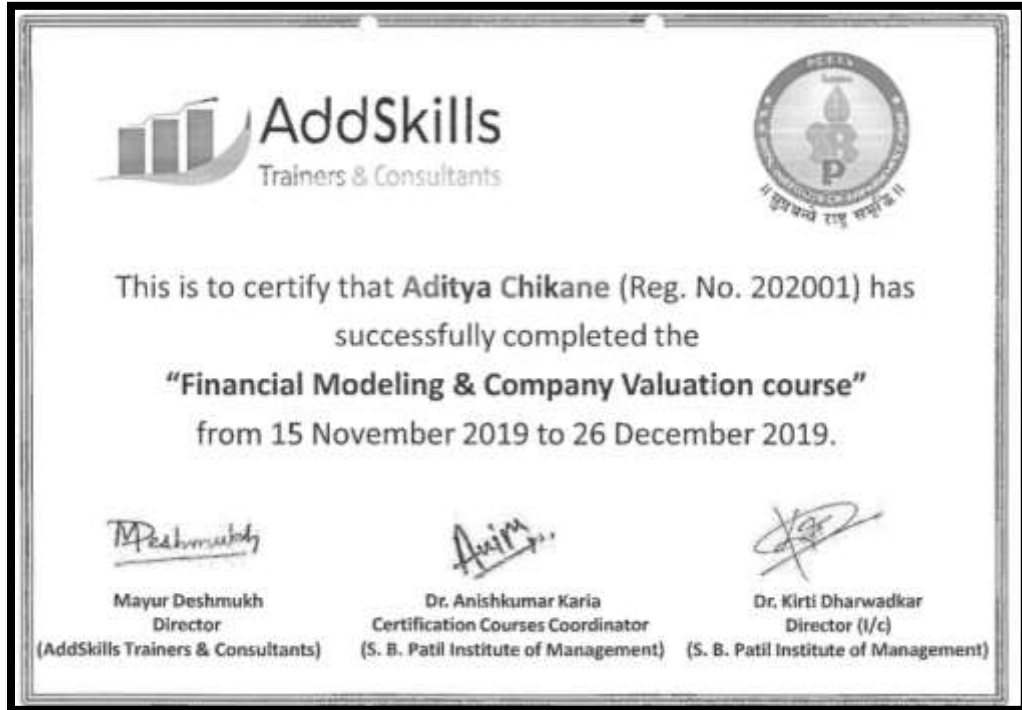 AddSkills
Trainers & Consultants
PCET's
P
This is to certify that Aditya Chikane (Reg. No. 202001) has
successfully completed the
“Financial Modeling & Company Valuation course”
from 15 November 2019 to 26 December 2019.
MDeshmukh
Mayur Deshmukh
Director
(AddSkills Trainers & Consultants)
Dr. Anishkumar Karia
Certification Courses Coordinator
(S. B. Patil Institute of Management)
Dr. Kirti Dharwadkar
Director (I/c)
(S. B. Patil Institute of Management)